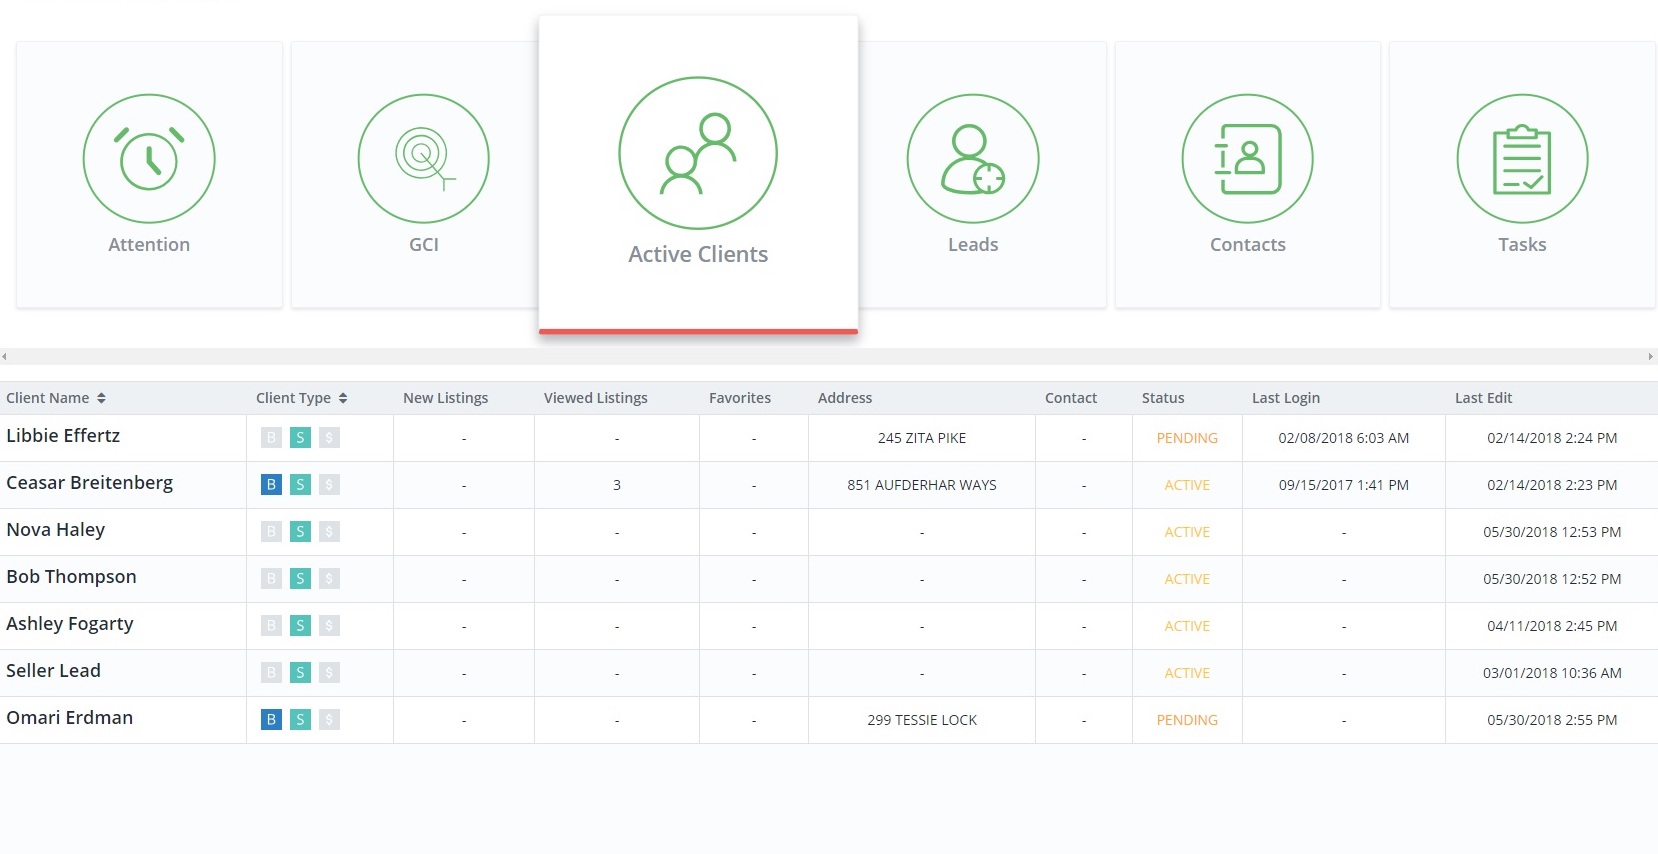 Attention
GCI
Active Clients
Leads
Contacts
Tasks
Client Name Client Type New Listings Viewed Listings Favorites Address Contact Status Last Login Last Edit
Libbie Effertz B S $ - - - 245 ZITA PIKE - PENDING 02/08/2018 6:03 AM 02/14/2018 2:24 PM
Ceasar Breitenberg B S $ - 3 - 851 AUFDERHAR WAYS - ACTIVE 09/15/2017 1:41 PM 02/14/2018 2:23 PM
Nova Haley B S $ - - - - - ACTIVE - 05/30/2018 12:53 PM
Bob Thompson B S $ - - - - - ACTIVE - 05/30/2018 12:52 PM
Ashley Fogarty B S $ - - - - - ACTIVE - 04/11/2018 2:45 PM
Seller Lead B S $ - - - - - ACTIVE - 03/01/2018 10:36 AM
Omari Erdman B S $ - - - 299 TESSIE LOCK - PENDING - 05/30/2018 2:55 PM